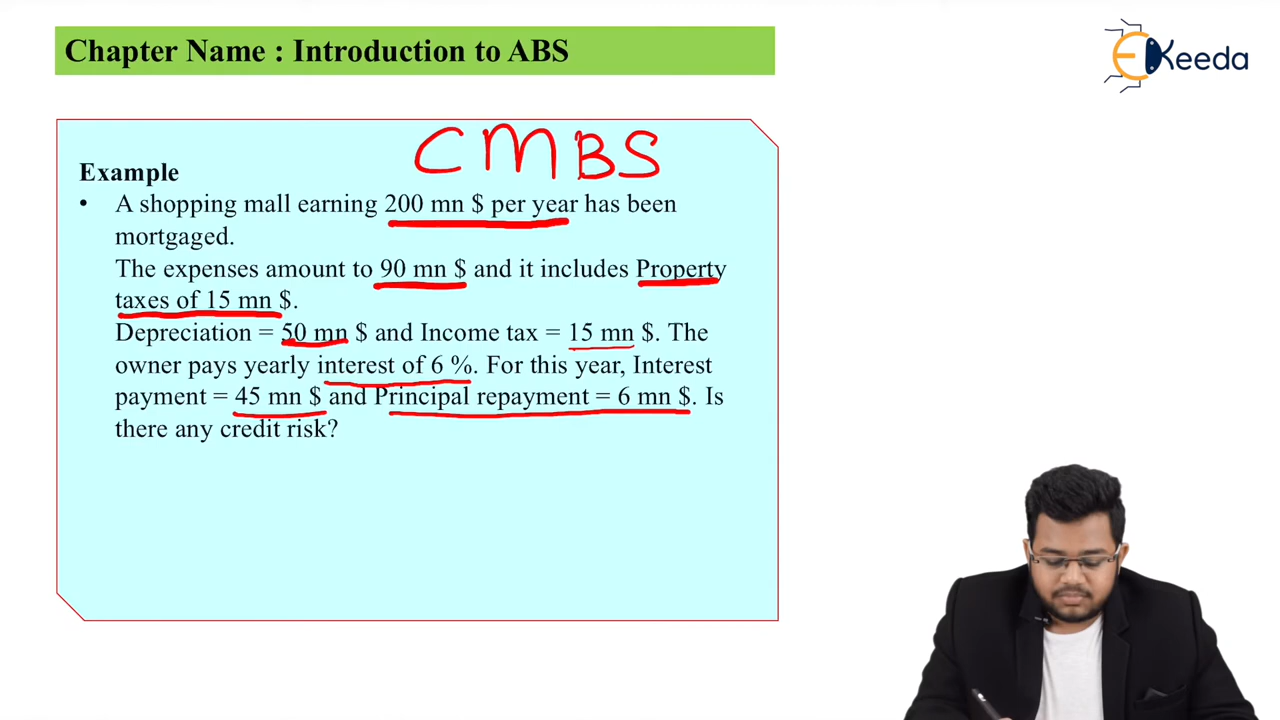 Chapter Name : Introduction to ABS
EKeeda
CMBS
Example
• A shopping mall earning 200 mn $ per year has been
mortgaged.
The expenses amount to 90 mn $ and it includes Property
taxes of 15 mn $.
Depreciation = 50 mn $ and Income tax = 15 mn $. The
owner pays yearly interest of 6 %. For this year, Interest
payment = 45 mn $ and Principal repayment = 6 mn $. Is
there any credit risk?